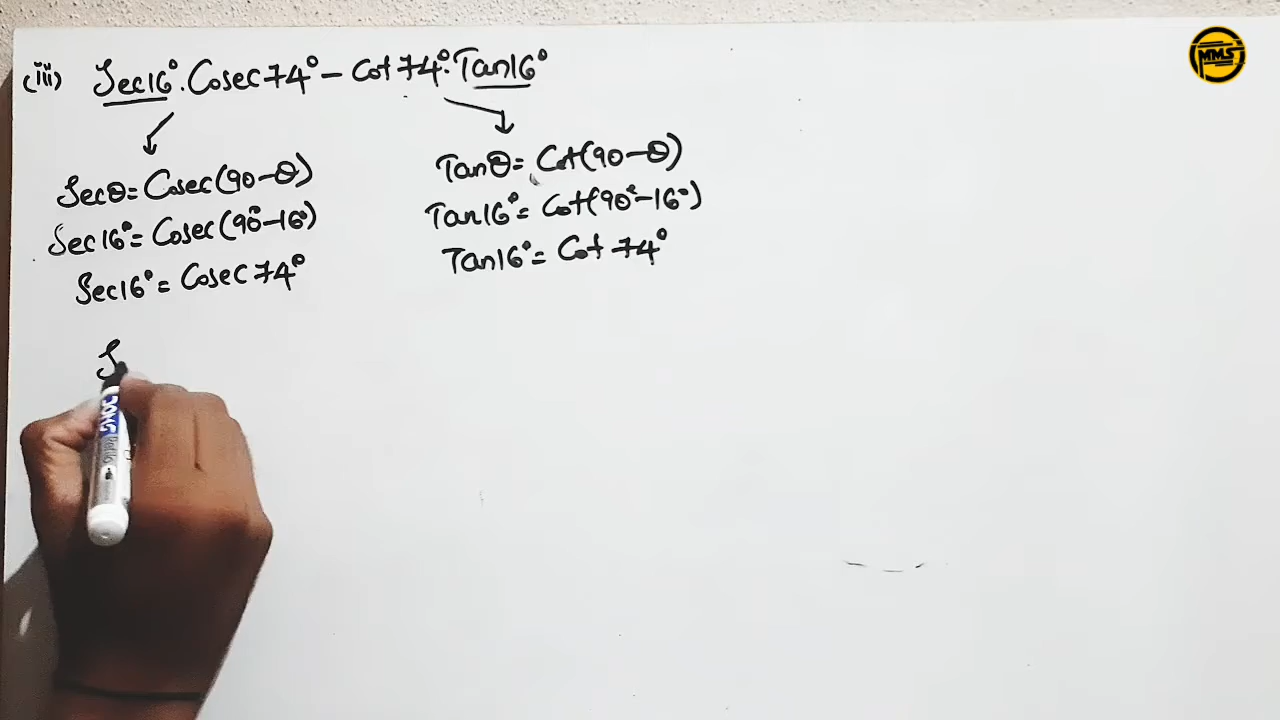 (iii) Sec16°.Cosec74° – Cot74°.Tan16°
Secθ = Cosec(90–θ)
Sec16° = Cosec(90°–16°)
Sec16° = Cosec74°
Tanθ = Cot(90–θ)
Tan16° = Cot(90°–16°)
Tan16° = Cot74°
S
MMS